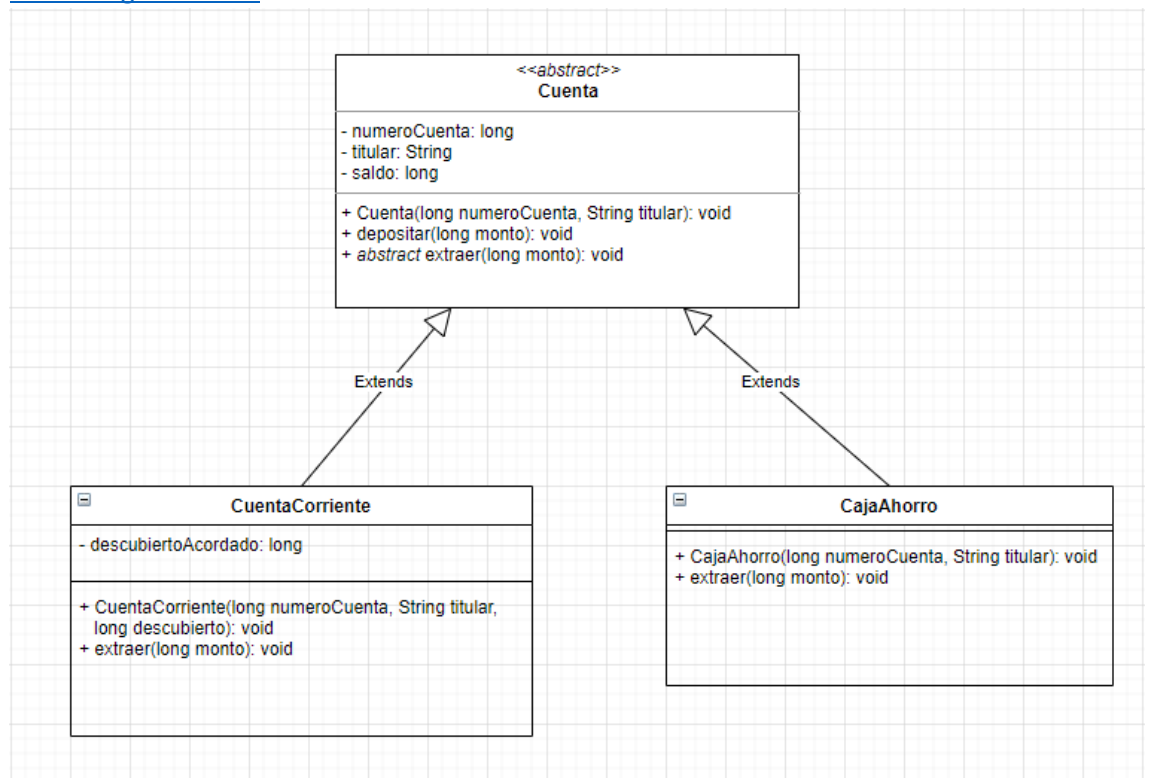 <<abstract>>
Cuenta
- numeroCuenta: long
- titular: String
- saldo: long
+ Cuenta(long numeroCuenta, String titular): void
+ depositar(long monto): void
+ abstract extraer(long monto): void
Extends
Extends
CuentaCorriente
- descubiertoAcordado: long
+ CuentaCorriente(long numeroCuenta, String titular,
long descubierto): void
+ extraer(long monto): void
CajaAhorro
+ CajaAhorro(long numeroCuenta, String titular): void
+ extraer(long monto): void